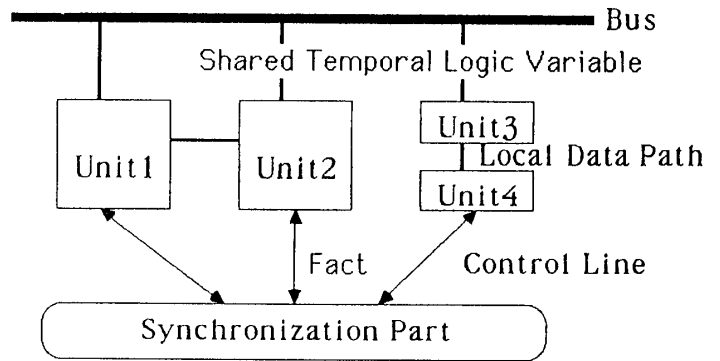 Bus
Shared Temporal Logic Variable
Unit1
Unit2
Unit3
Local Data Path
Unit4
Fact
Control Line
Synchronization Part